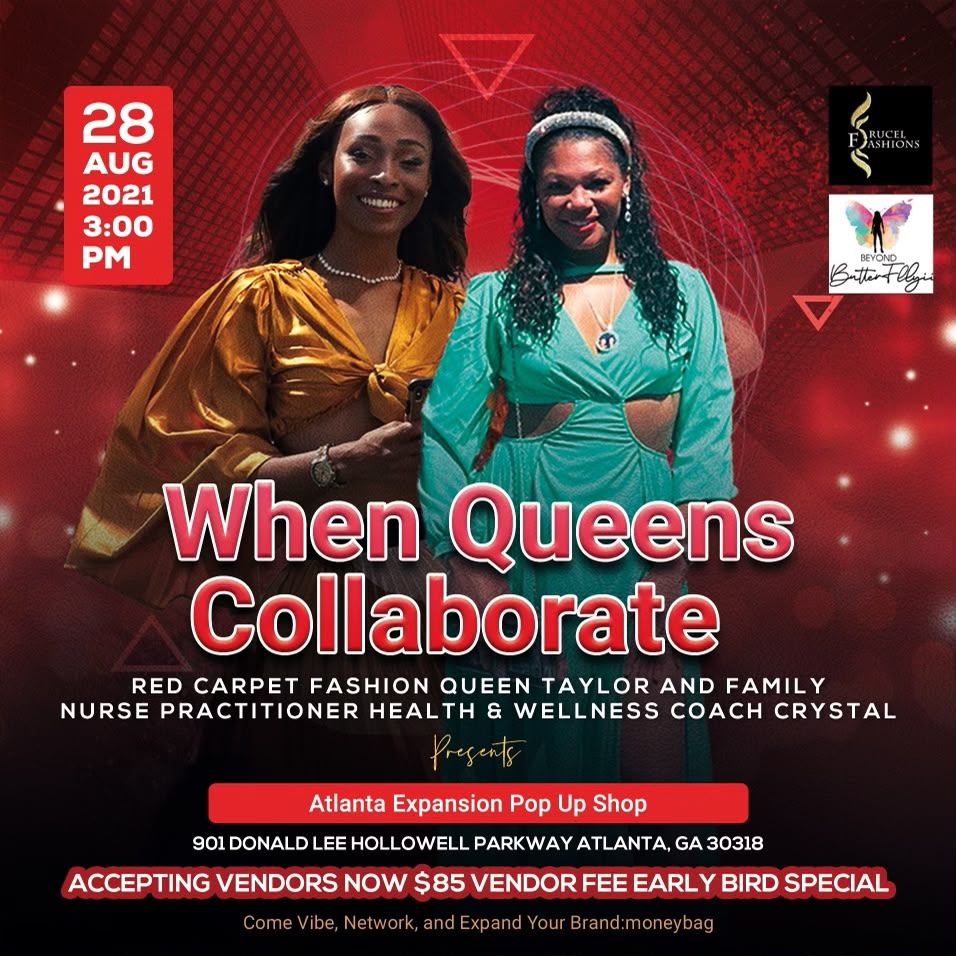 28
AUG
2021
3:00
PM
FRUCEL
FASHIONS
BEYOND
When Queens
Collaborate
RED CARPET FASHION QUEEN TAYLOR AND FAMILY
NURSE PRACTITIONER HEALTH & WELLNESS COACH CRYSTAL
Presents
Atlanta Expansion Pop Up Shop
901 DONALD LEE HOLLOWELL PARKWAY ATLANTA, GA 30318
ACCEPTING VENDORS NOW $85 VENDOR FEE EARLY BIRD SPECIAL
Come Vibe, Network, and Expand Your Brand:moneybag